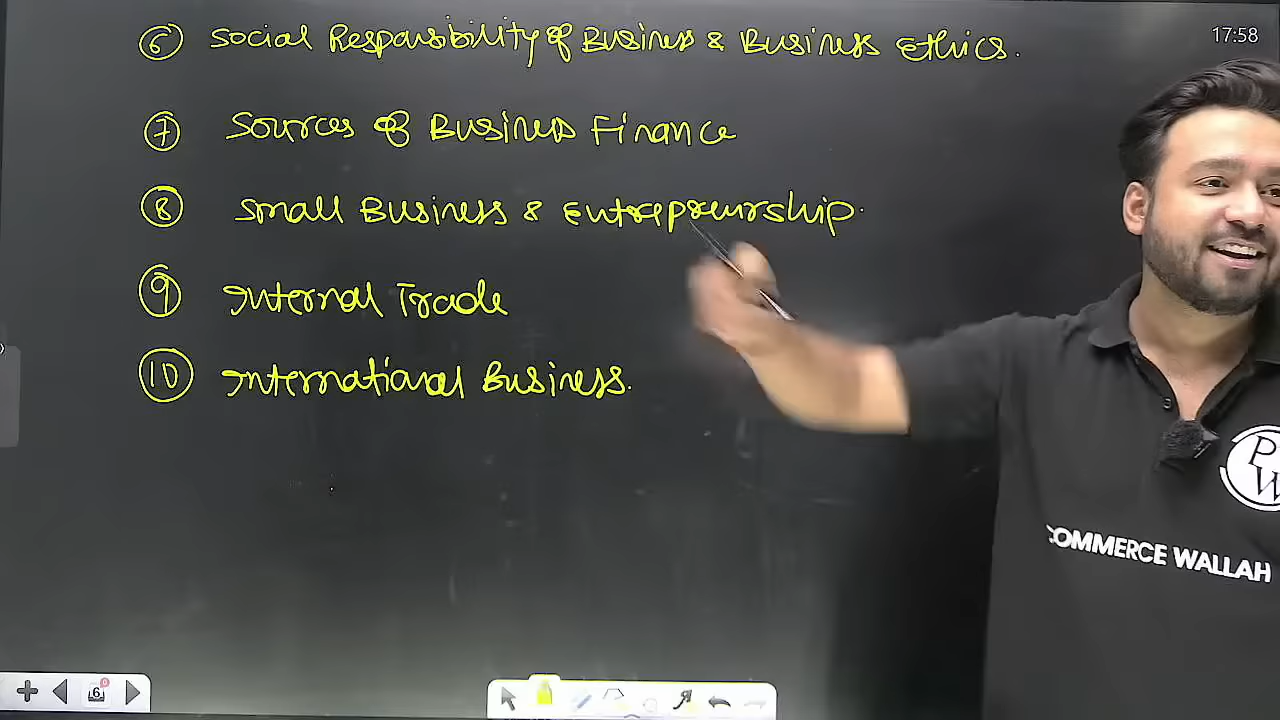 ⑥ Social Responsibility of Business & Business Ethics.
17:58
⑦ Sources of Business Finance
⑧ Small Business & Entreprenurship.
⑨ Internal Trade
⑩ International Business.
P
W
COMMERCE WALLAH
6